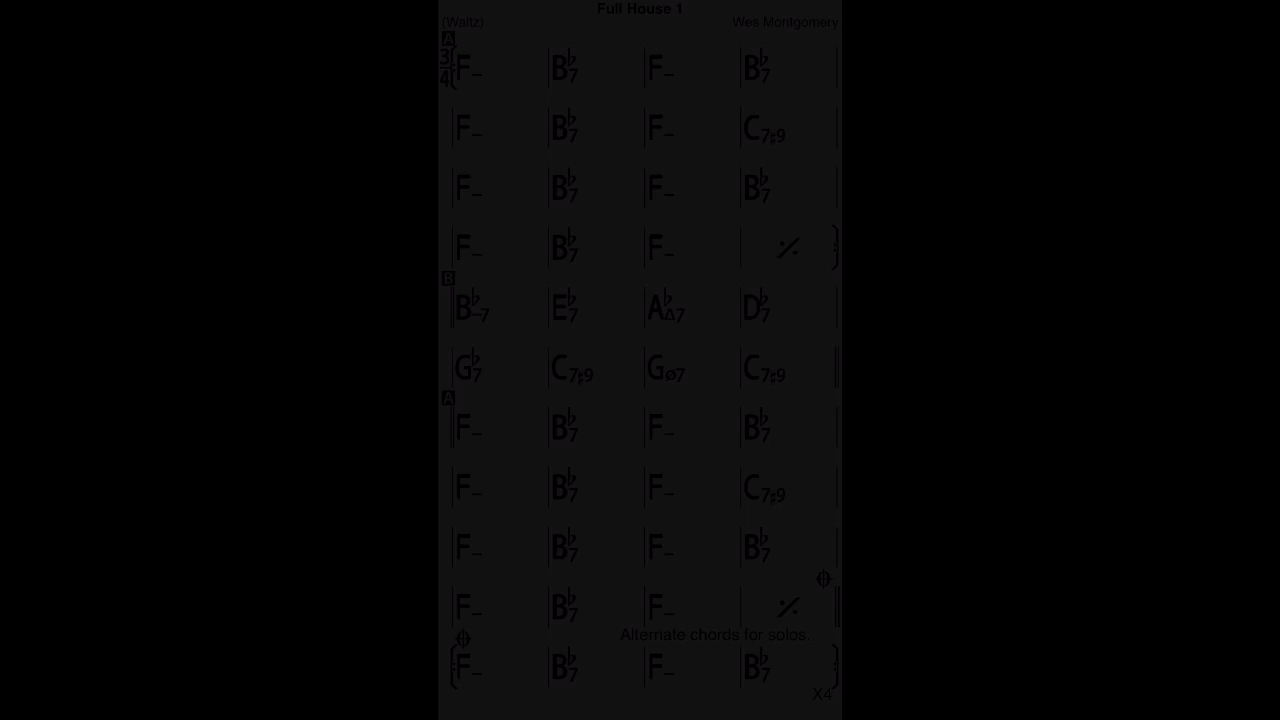 Full House 1
(Waltz) Wes Montgomery
A
3/4 F– B♭7 F– B♭7
F– B♭7 F– C7♯9
F– B♭7 F– B♭7
F– B♭7 F– 𝄎
B
B♭–7 E♭7 A♭Δ7 D♭7
G♭7 C7♯9 Gø7 C7♯9
A
F– B♭7 F– B♭7
F– B♭7 F– C7♯9
F– B♭7 F– B♭7
F– B♭7 F– 𝄎
Alternate chords for solos.
F– B♭7 F– B♭7
X4